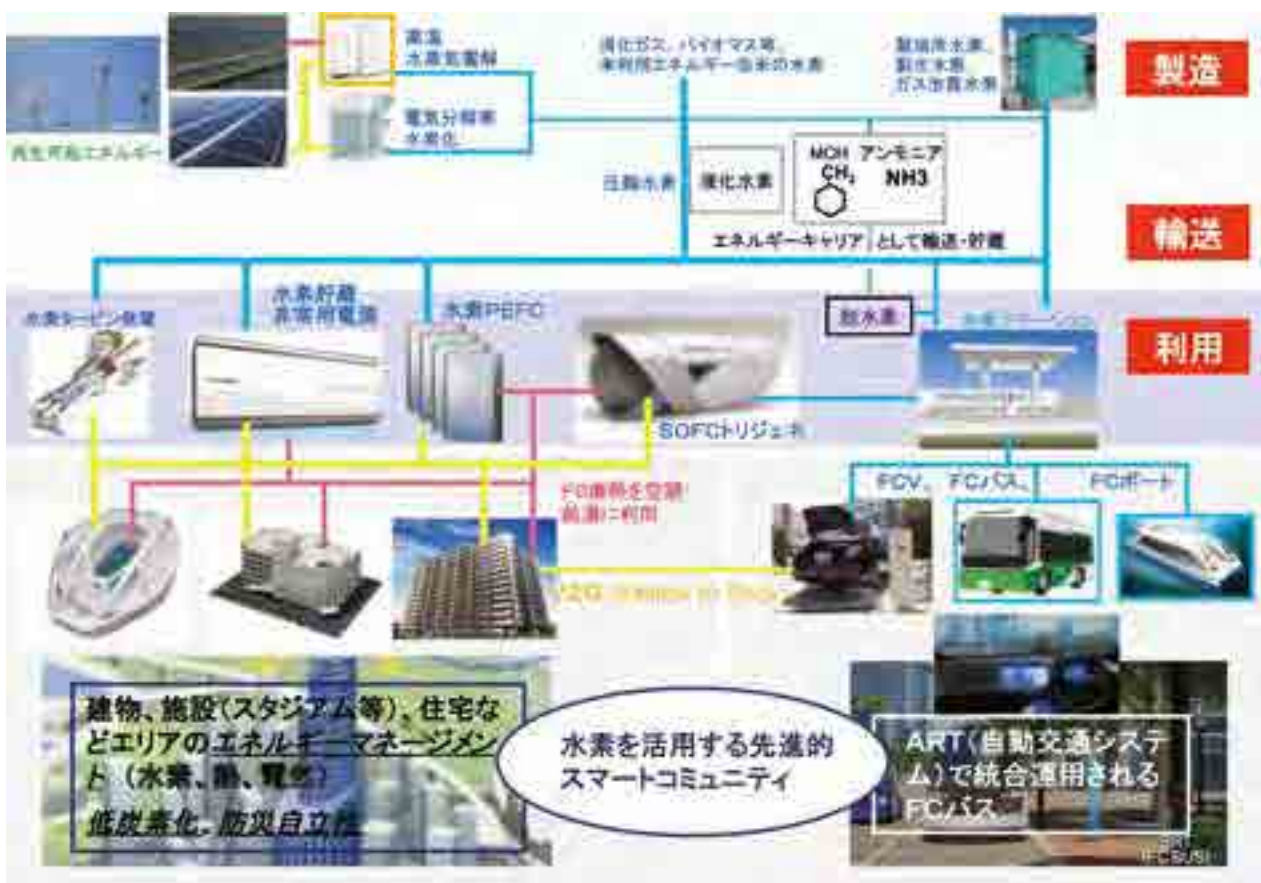 高温
水蒸気電解
消化ガス、バイオマス等、
未利用エネルギー由来の水素
製鉄所水素、
製造
電気分解等
水素化
再生可能エネルギー
圧縮水素
液化水素
MCH アンモニア
CH₃ NH3
エネルギーキャリア として輸送・貯蔵
輸送
水素タービン発電
水素貯蔵
非常用電源
水素PEFC
脱水素
利用
SOFCトリジェネ
FC廃熱を空調
給湯に利用
FCV、 FCバス、 FCボート
V2G
建物、施設(スタジアム等)、住宅な
どエリアのエネルギーマネージメン
ト (水素、熱、電気)
低炭素化、防災自立性
水素を活用する先進的
スマートコミュニティ
ART(自動交通システ
ム)で統合運用される
FCバス